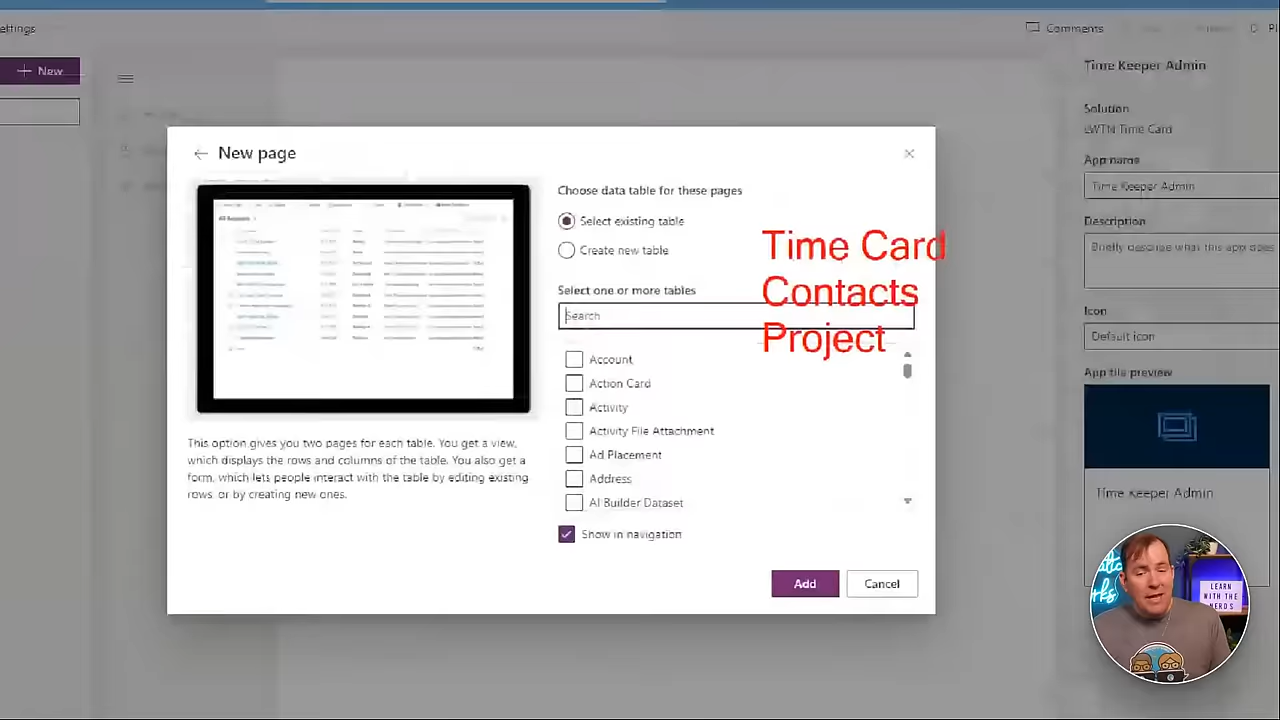 ettings
Comments
New
Time Keeper Admin
Solution
LWTN Time Card
App name
Time Keeper Admin
Description
Briefly describe what this app does
Icon
Default icon
App tile preview
Time Keeper Admin
New page
Choose data table for these pages
Select existing table
Create new table
Time Card
Contacts
Project
Select one or more tables
Search
Account
Action Card
Activity
Activity File Attachment
Ad Placement
Address
AI Builder Dataset
Show in navigation
This option gives you two pages for each table. You get a view,
which displays the rows and columns of the table. You also get a
form, which lets people interact with the table by editing existing
rows or by creating new ones.
Add
Cancel
LEARN
WITH THE
NERDS